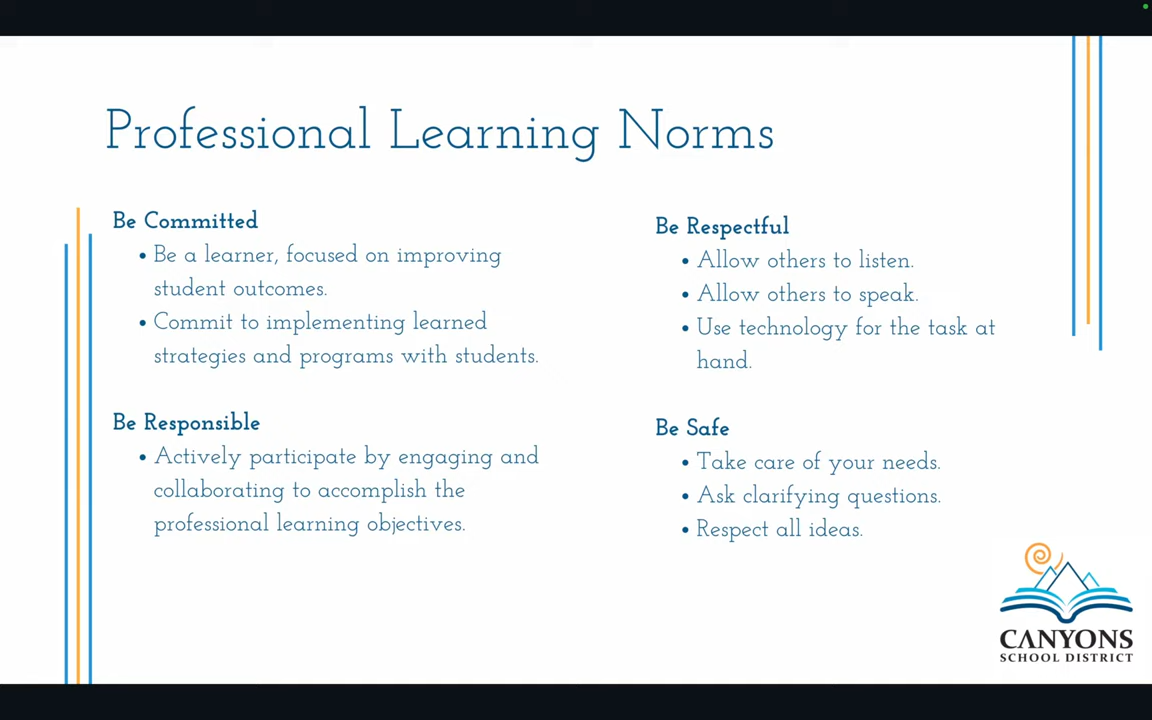 Professional Learning Norms
Be Committed
• Be a learner, focused on improving
student outcomes.
• Commit to implementing learned
strategies and programs with students.
Be Responsible
• Actively participate by engaging and
collaborating to accomplish the
professional learning objectives.
Be Respectful
• Allow others to listen.
• Allow others to speak.
• Use technology for the task at
hand.
Be Safe
• Take care of your needs.
• Ask clarifying questions.
• Respect all ideas.
CANYONS
SCHOOL DISTRICT